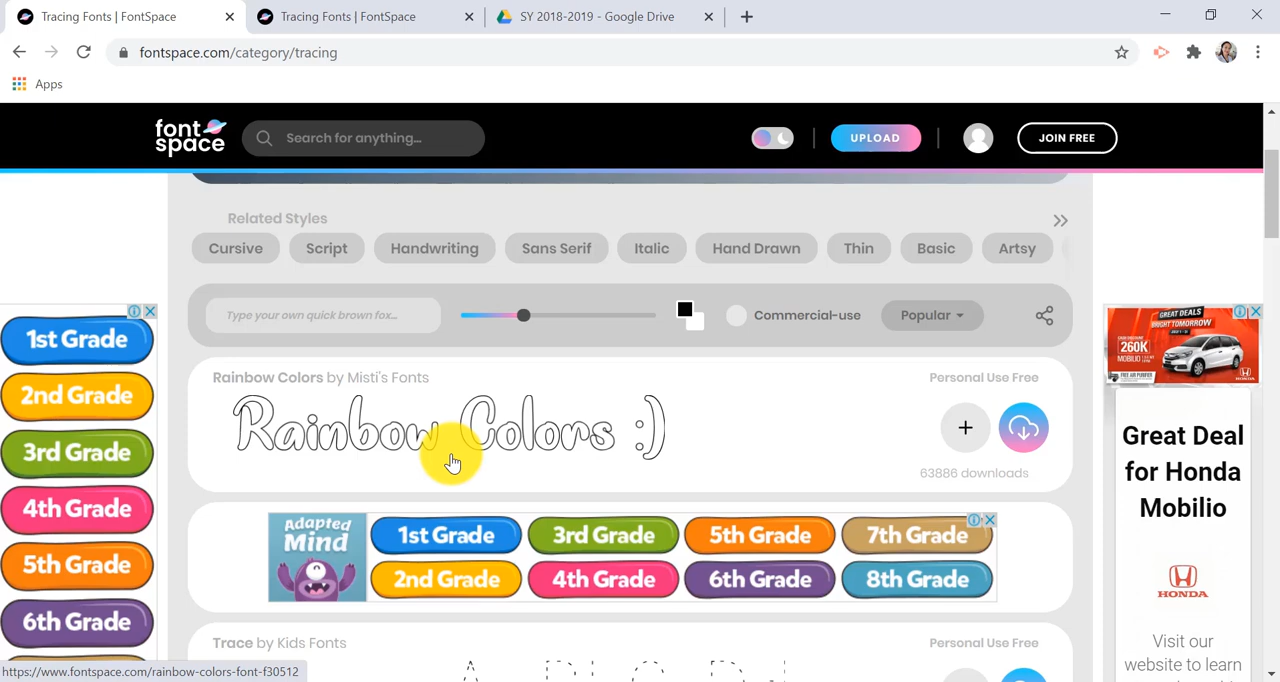 Tracing Fonts | FontSpace
Tracing Fonts | FontSpace
SY 2018-2019 - Google Drive
fontspace.com/category/tracing
Apps
font space
Search for anything...
UPLOAD
JOIN FREE
Related Styles
Cursive
Script
Handwriting
Sans Serif
Italic
Hand Drawn
Thin
Basic
Artsy
Type your own quick brown fox...
Commercial-use
Popular
Rainbow Colors by Misti's Fonts
Personal Use Free
Rainbow Colors :)
63886 downloads
Adapted Mind
1st Grade
3rd Grade
5th Grade
7th Grade
2nd Grade
4th Grade
6th Grade
8th Grade
Trace by Kids Fonts
Personal Use Free
1st Grade
2nd Grade
3rd Grade
4th Grade
5th Grade
6th Grade
GREAT DEALS
BRIGHT TOMORROW
260K
MOBILIO
HONDA
Great Deal
for Honda
Mobilio
HONDA
Visit our
website to learn
https://www.fontspace.com/rainbow-colors-font-f30512